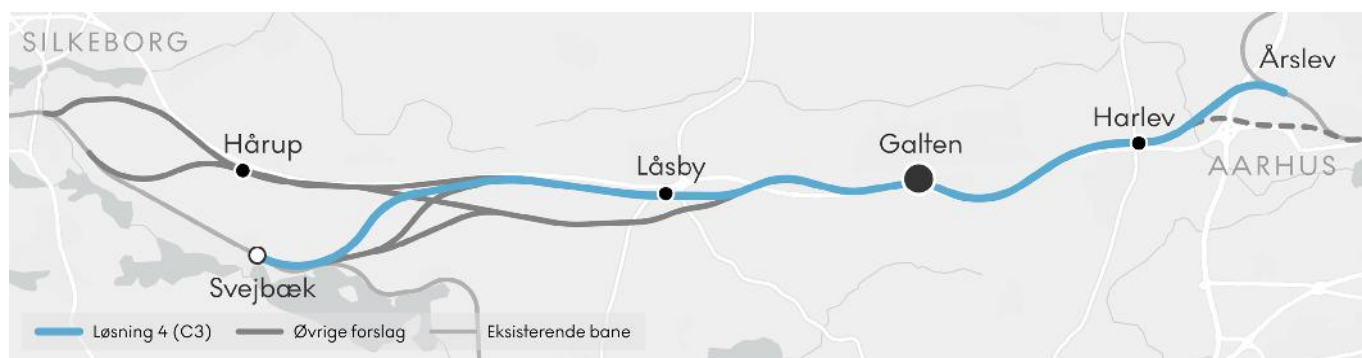 SILKEBORG
Årslev
Hårup
Harlev
Galten
Låsby
AARHUS
Svejbæk
Løsning 4 (C3)
Øvrige forslag
Eksisterende bane